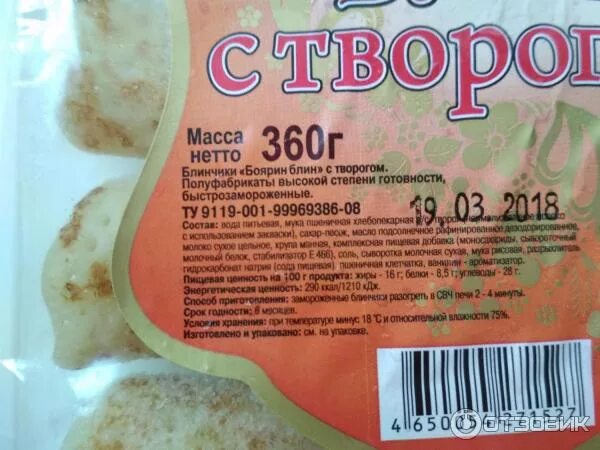 с творог
Масса нетто 360г
Блинчики «Боярин блин» с творогом.
Полуфабрикаты высокой степени готовности,
быстрозамороженные.
ТУ 9119-001-99969386-08
19 03 2018
Состав: вода питьевая, мука пшеничная хлебопекарная в/с, творог
с использованием закваски), сахар-песок, масло подсолнечное рафинированное дезодорированное,
молоко сухое цельное, крупа манная, комплексная пищевая добавка (моносахариды, сывороточный
молочный белок, стабилизатор Е 466), соль, сыворотка молочная сухая, мука рисовая, разрыхлитель
гидрокарбонат натрия (сода пищевая), пшеничная клетчатка, ванилин - ароматизатор.
Пищевая ценность на 100 г продукта: жиры - 16 г; белки - 8,5 г; углеводы - 28 г.
Энергетическая ценность: 290 ккал/1210 кДж.
Способ приготовления: замороженные блинчики разогреть в СВЧ печи 2 - 4 минуты.
Срок годности: 6 месяцев.
Условия хранения: при температуре минус 18 °С и относительной влажности 75%.
Изготовлено и упаковано: см. на упаковке.
ОТЗОВИК